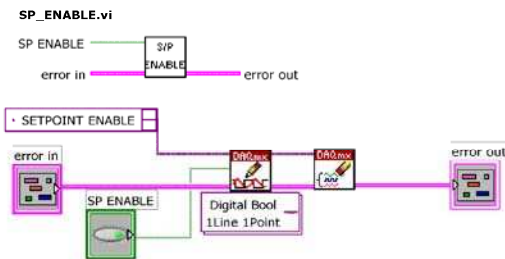 SP_ENABLE.vi
SP ENABLE
S/P
ENABLE
error in
error out
SETPOINT ENABLE
error in
DAQmx
DAQmx
error out
SP ENABLE
Digital Bool
1Line 1Point